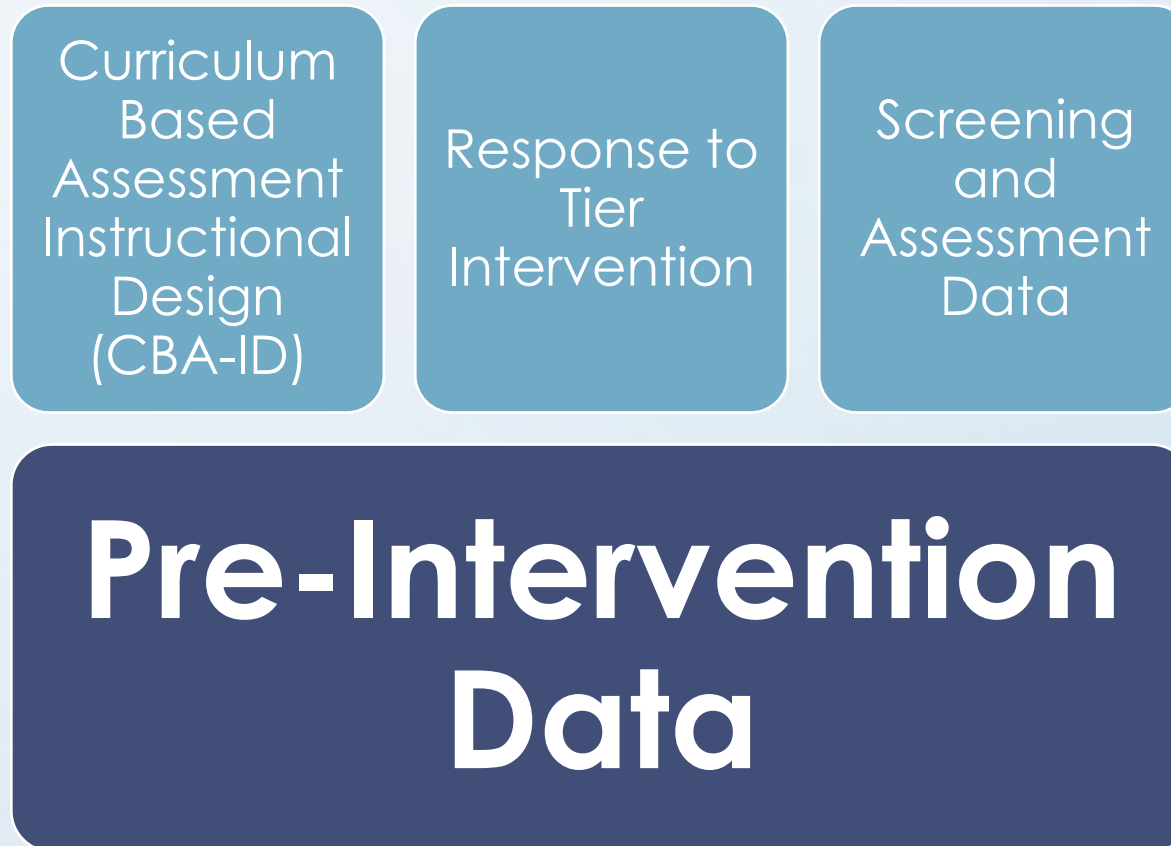 Curriculum
Based
Assessment
Instructional
Design
(CBA-ID)
Response to
Tier
Intervention
Screening
and
Assessment
Data
Pre-Intervention
Data